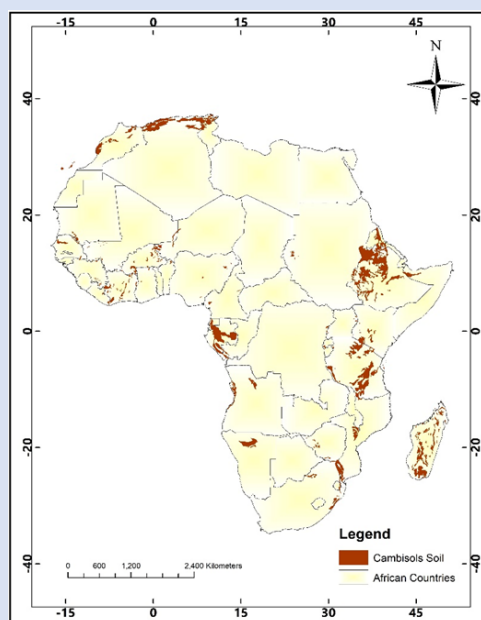 -15 0 15 30 45
N
40 40
20 20
0 0
-20 -20
-40 -40
Legend
Cambisols Soil
African Countries
0 600 1,200 2,400 Kilometers
-15 0 15 30 45